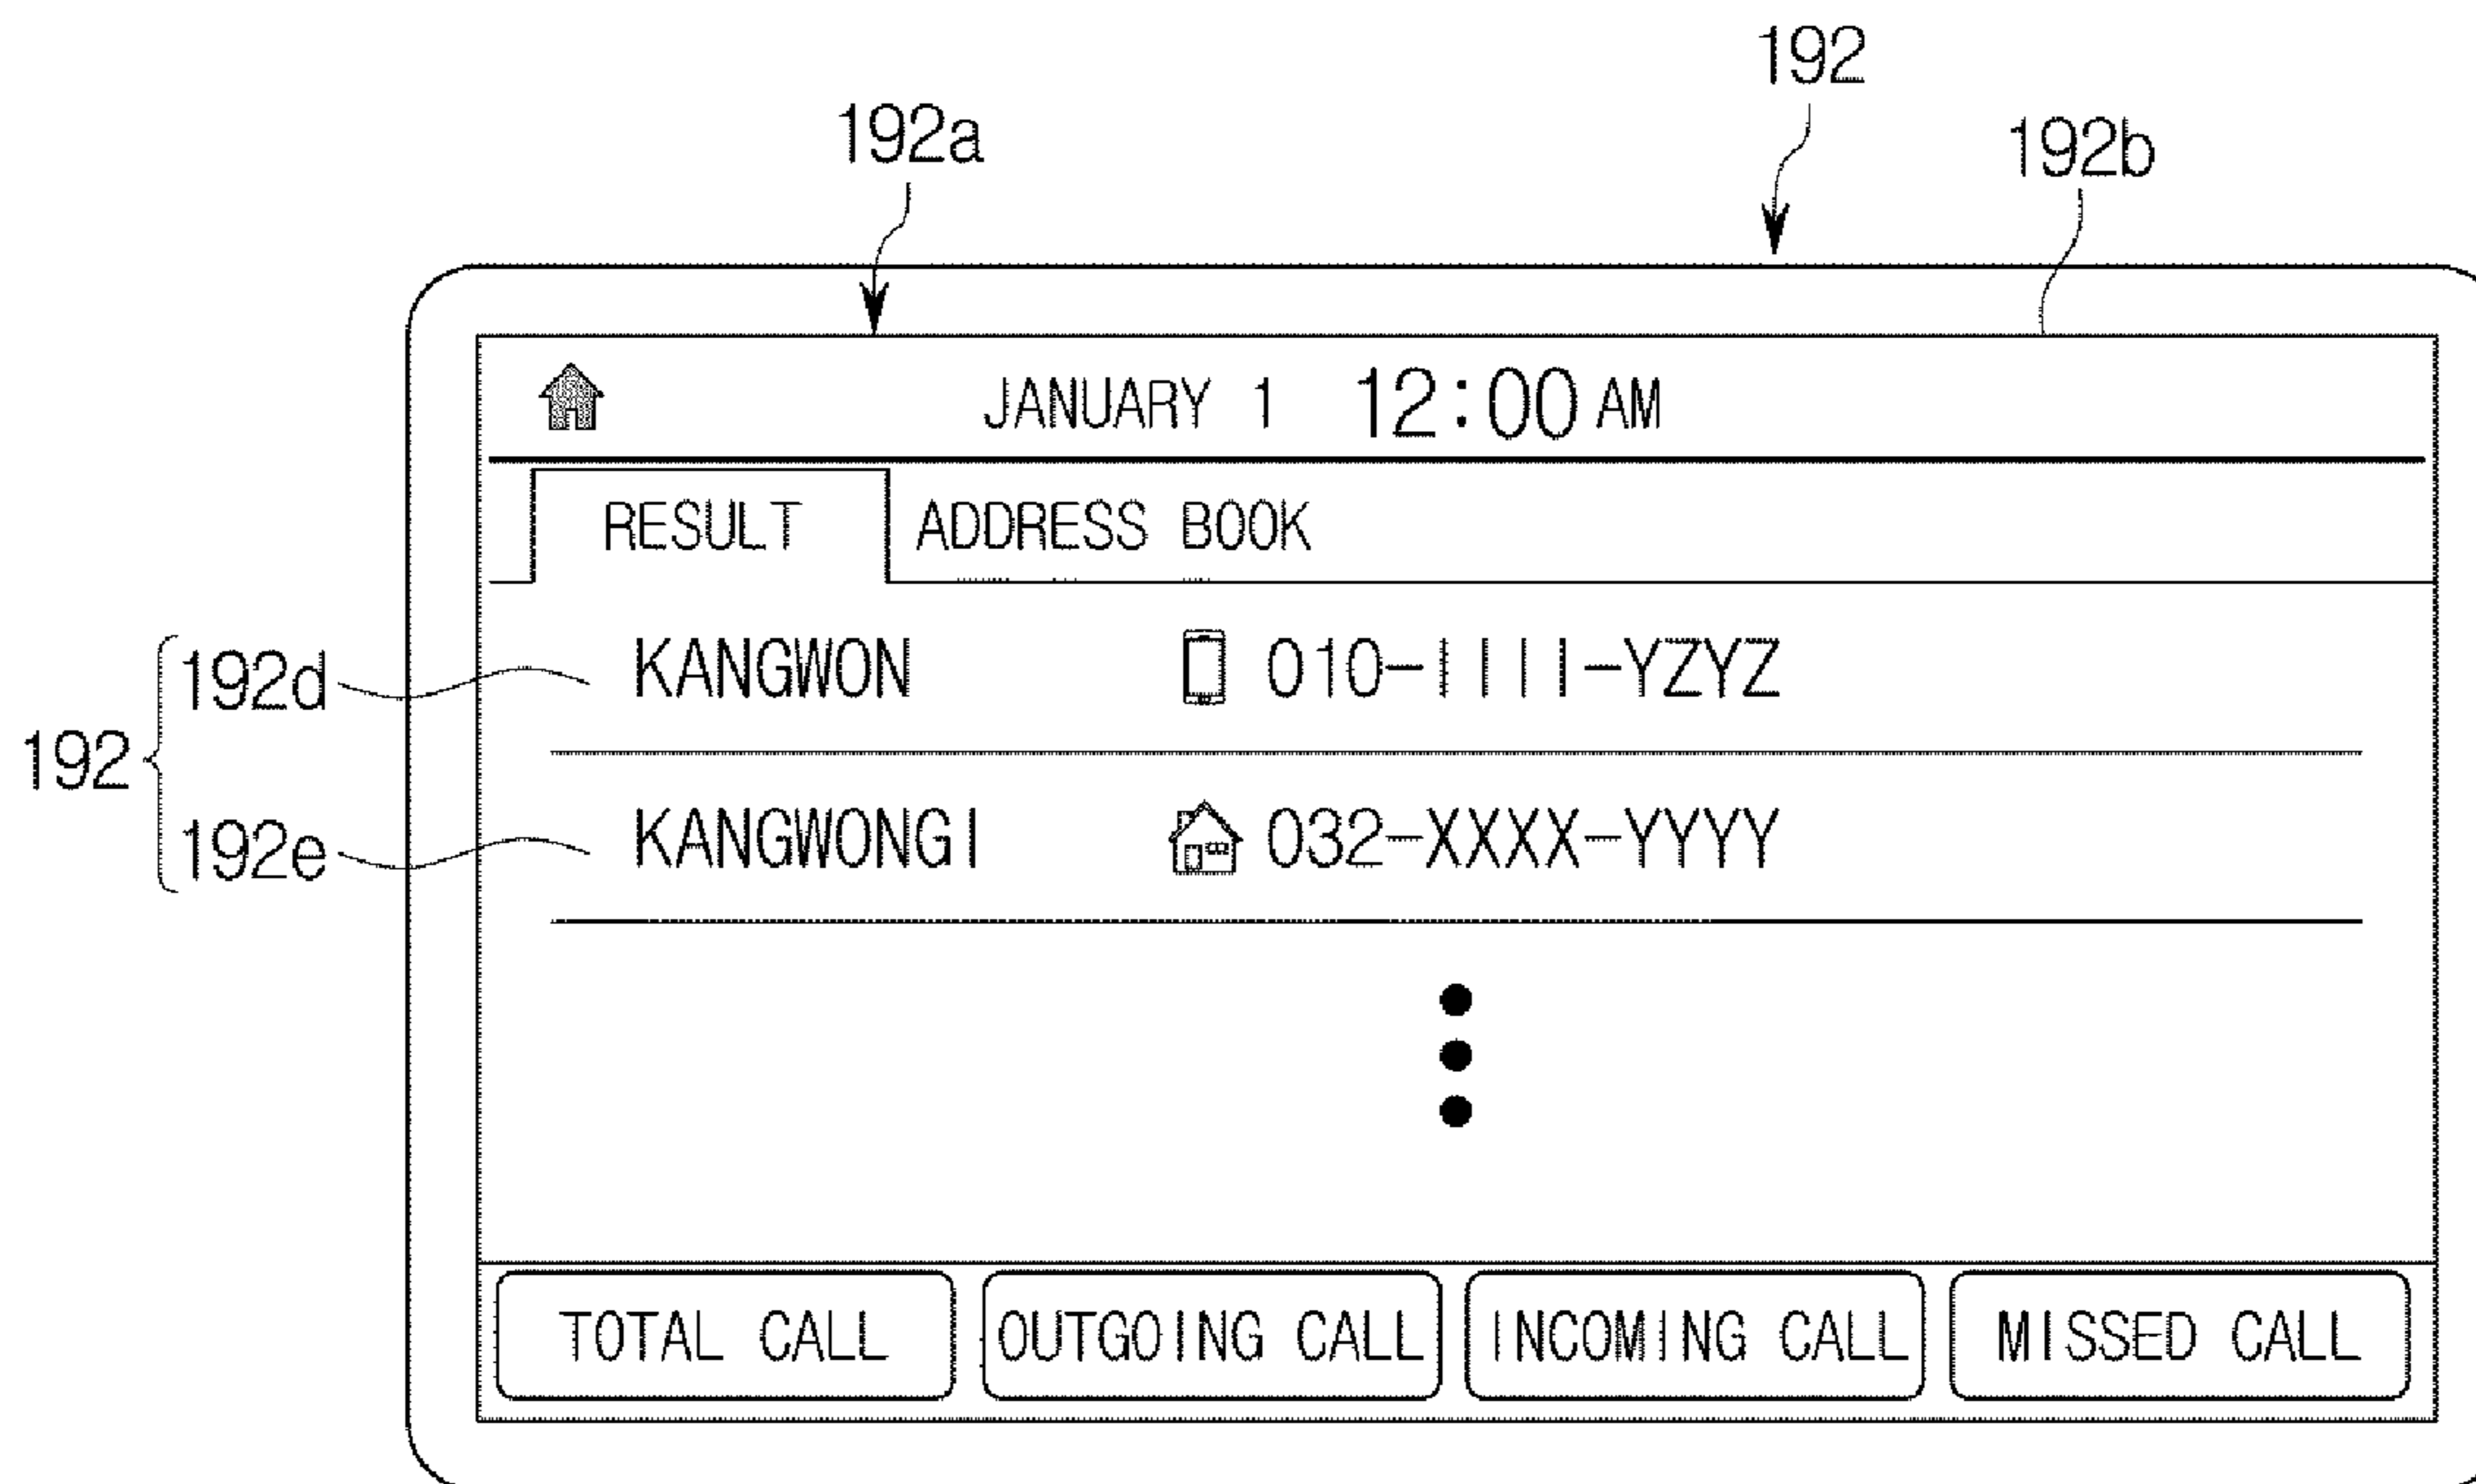 192
192a
192b
JANUARY 1 12:00 AM
RESULT ADDRESS BOOK
KANGWON 010-||||-YZYZ
192d
192
KANGWONGI 032-XXXX-YYYY
192e
TOTAL CALL OUTGOING CALL INCOMING CALL MISSED CALL